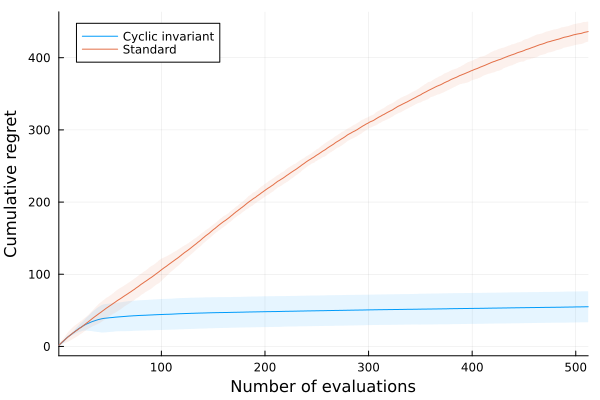 Cyclic invariant
Standard
Cumulative regret
400
300
200
100
0
100 200 300 400 500
Number of evaluations